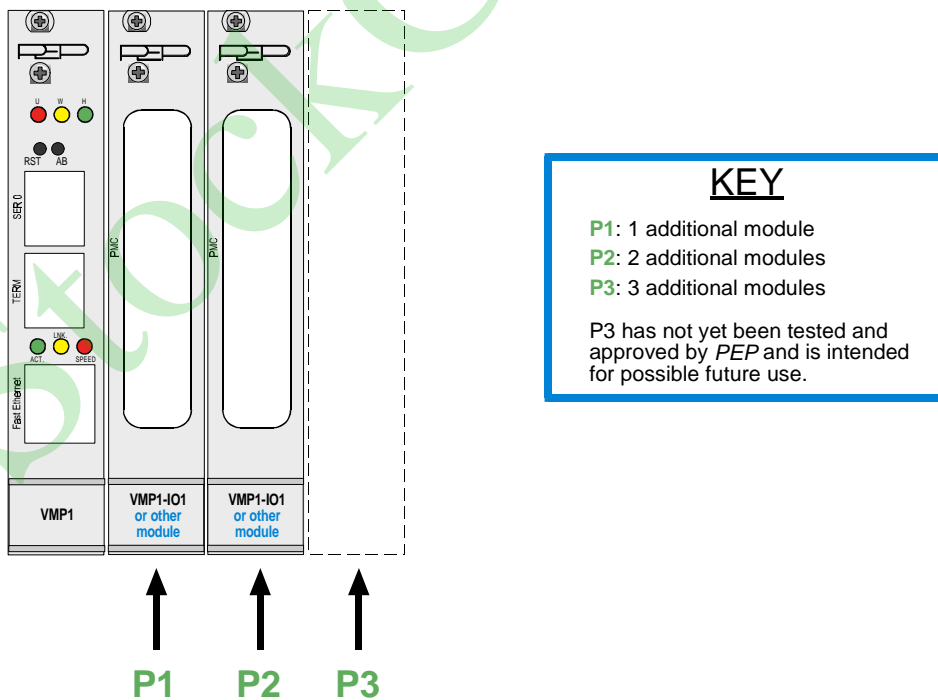 U W H
RST AB
SER 0
TERM
LNK.
ACT. SPEED
Fast Ethernet
VMP1
PMC
VMP1-IO1
or other
module
PMC
VMP1-IO1
or other
module
P1 P2 P3
KEY
P1: 1 additional module
P2: 2 additional modules
P3: 3 additional modules
P3 has not yet been tested and
approved by PEP and is intended
for possible future use.